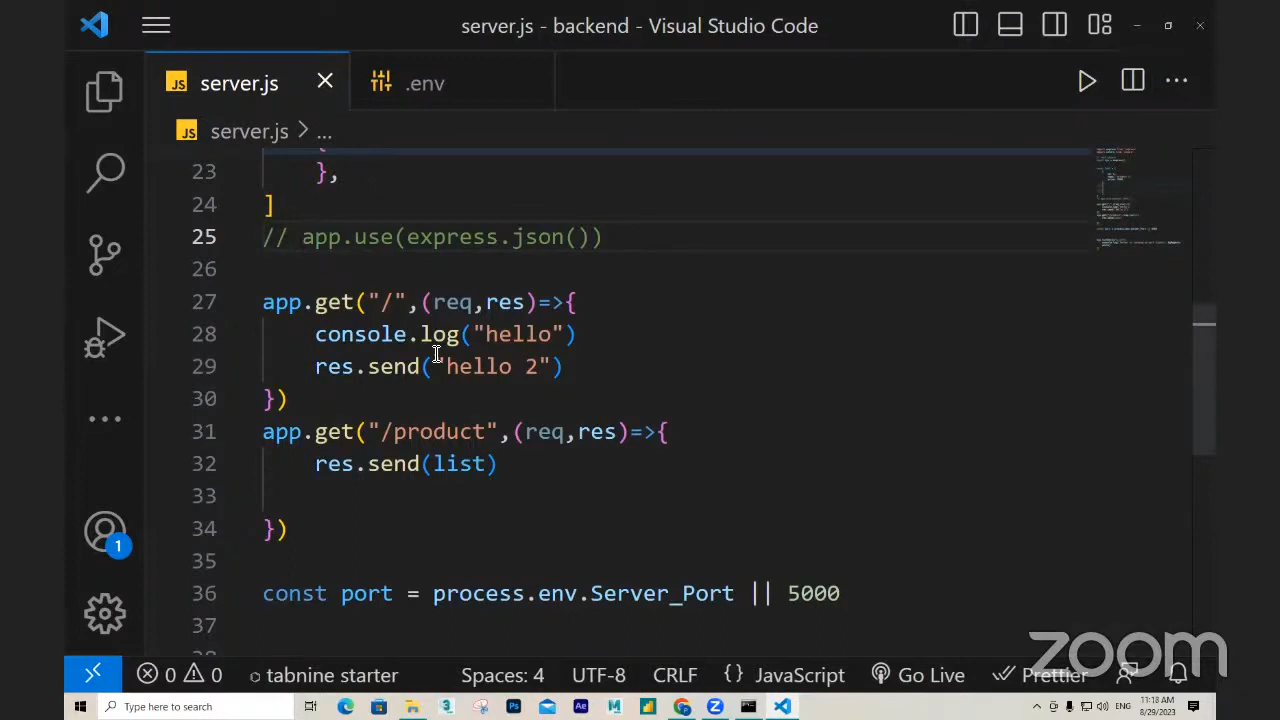 server.js - backend - Visual Studio Code
JS server.js .env
JS server.js > ...
23 },
24 ]
25 // app.use(express.json())
26
27 app.get("/",(req,res)=>{
28 console.log("hello")
29 res.send("hello 2")
30 })
31 app.get("/product",(req,res)=>{
32 res.send(list)
33
34 })
35
36 const port = process.env.Server_Port || 5000
37
1
0 0 tabnine starter Spaces: 4 UTF-8 CRLF {} JavaScript Go Live Prettier
zoom
Type here to search ENG 11:18 AM
8/29/2023